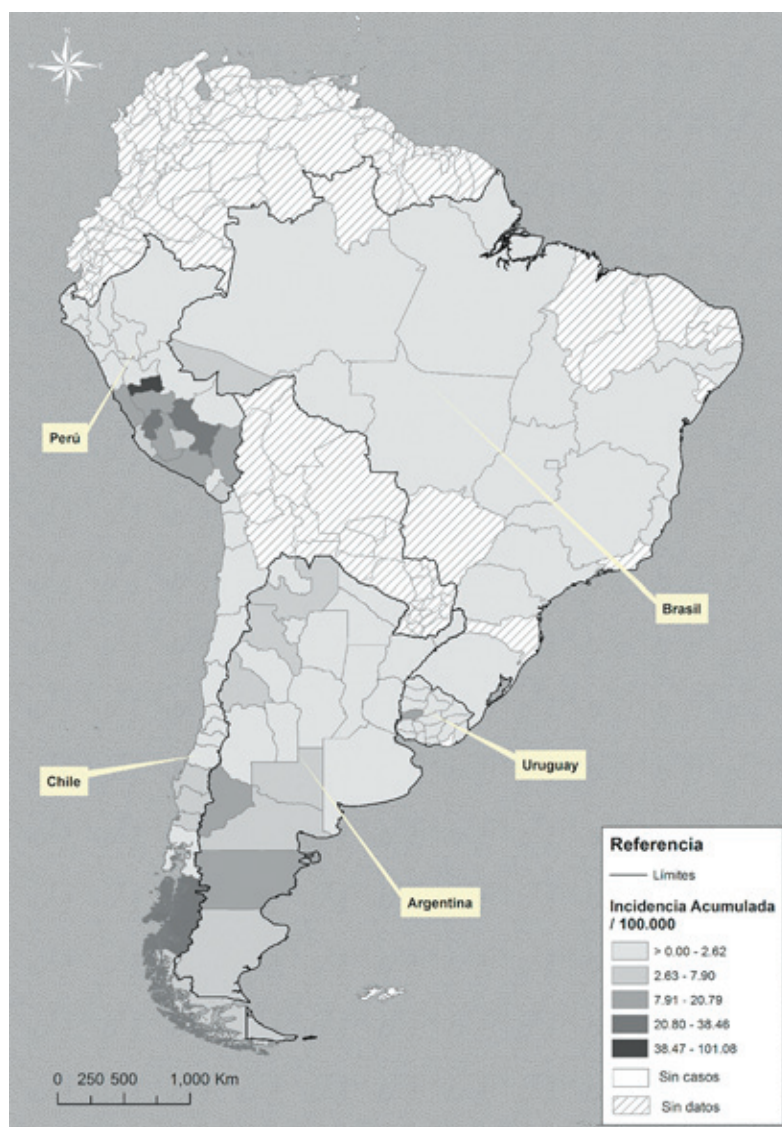 N
Perú
Brasil
Uruguay
Chile
Argentina
Referencia
Límites
Incidencia Acumulada
/ 100.000
> 0.00 - 2.62
2.63 - 7.90
7.91 - 20.79
20.80 - 38.46
38.47 - 101.08
Sin casos
Sin datos
0 250 500 1,000 Km